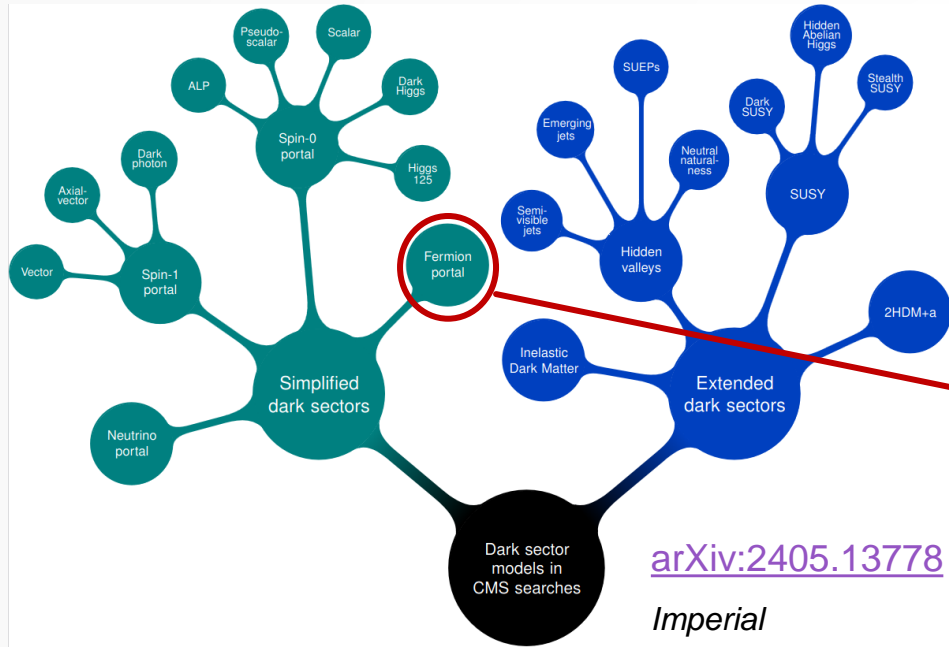 Pseudo-
scalar
Scalar
ALP
Dark
Higgs
Spin-0
portal
Higgs
125
Dark
photon
Axial-
vector
Vector
Spin-1
portal
Fermion
portal
Simplified
dark sectors
Neutrino
portal
Hidden
Abelian
Higgs
SUEPs
Stealth
SUSY
Dark
SUSY
Emerging
jets
Neutral
natural-
ness
SUSY
Semi-
visible
jets
Hidden
valleys
2HDM+a
Inelastic
Dark Matter
Extended
dark sectors
Dark sector
models in
CMS searches
arXiv:2405.13778
Imperial